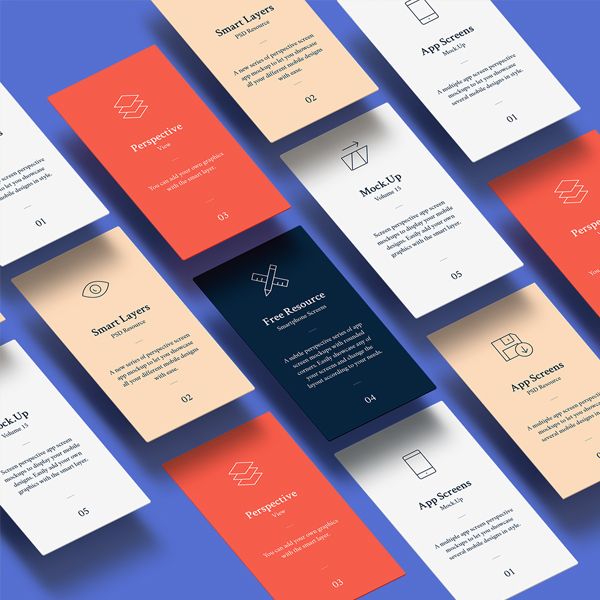 Smart Layers
PSD Resource
A new series of perspective screen
app mockup to let you showcase
all your different mobile designs
with ease.
02
App Screens
Mock.Up
A multiple app screens perspective
mockup to let you showcase
several mobile designs in style.
01
screens perspective
to let you showcase
mobile designs in style.
01
Perspective
View
You can add your own graphics
with the smart layer.
03
Mock.Up
Volume 15
Screen perspective app screen
mockups to display your mobile
designs. Easily add your own
graphics with the smart layer.
05
Smart Layers
PSD Resource
A new series of perspective screen
app mockup to let you showcase
all your different mobile designs
with ease.
02
Free Resource
Smartphone Screens
A subtle perspective series of app
screen mockups with rounded
corners. Easily showcase any of
your screens and change the
layout according to your needs.
04
App Screens
PSD Resource
A multiple app
mockup to let you
several mobile designs
Mock.Up
Volume 15
Screen perspective app screen
mockups to display your mobile
designs. Easily add your own
graphics with the smart layer.
05
Perspective
View
You can add your own graphics
with the smart layer.
03
App Screens
Mock.Up
A multiple app screens perspective
mockup to let you showcase
several mobile designs in style.
01